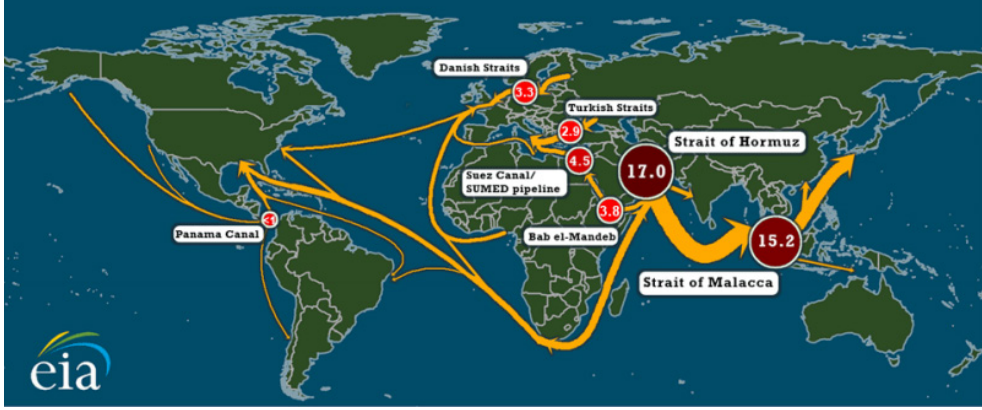 Danish Straits
3.3
Turkish Straits
2.9
Strait of Hormuz
17.0
4.5
Suez Canal/
SUMED pipeline
3.8
Bab el-Mandeb
Panama Canal
15.2
Strait of Malacca
eia